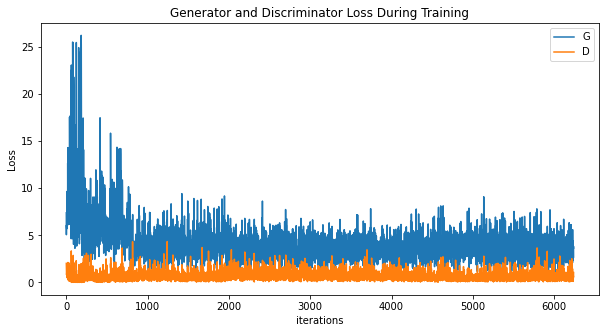 Generator and Discriminator Loss During Training
G
D
25
20
15
10
5
0
Loss
0 1000 2000 3000 4000 5000 6000
iterations